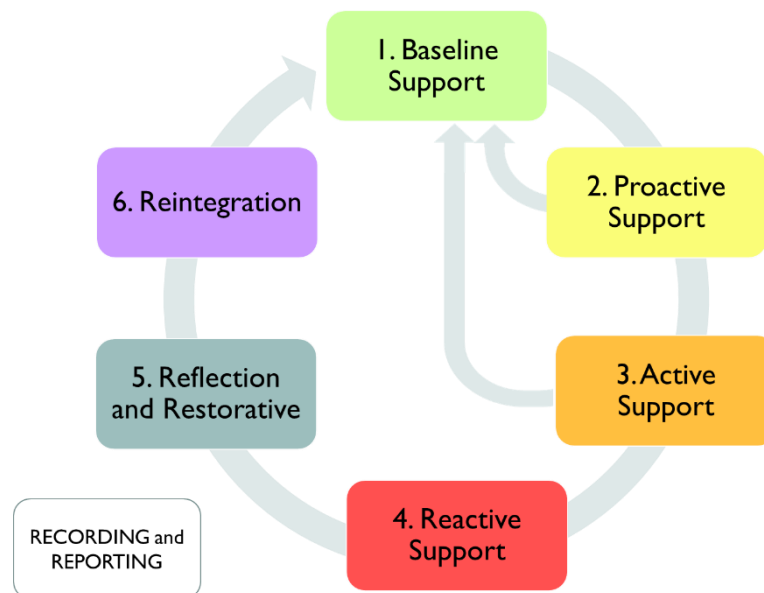 1. Baseline
Support
2. Proactive
Support
3. Active
Support
4. Reactive
Support
5. Reflection
and Restorative
6. Reintegration
RECORDING and
REPORTING